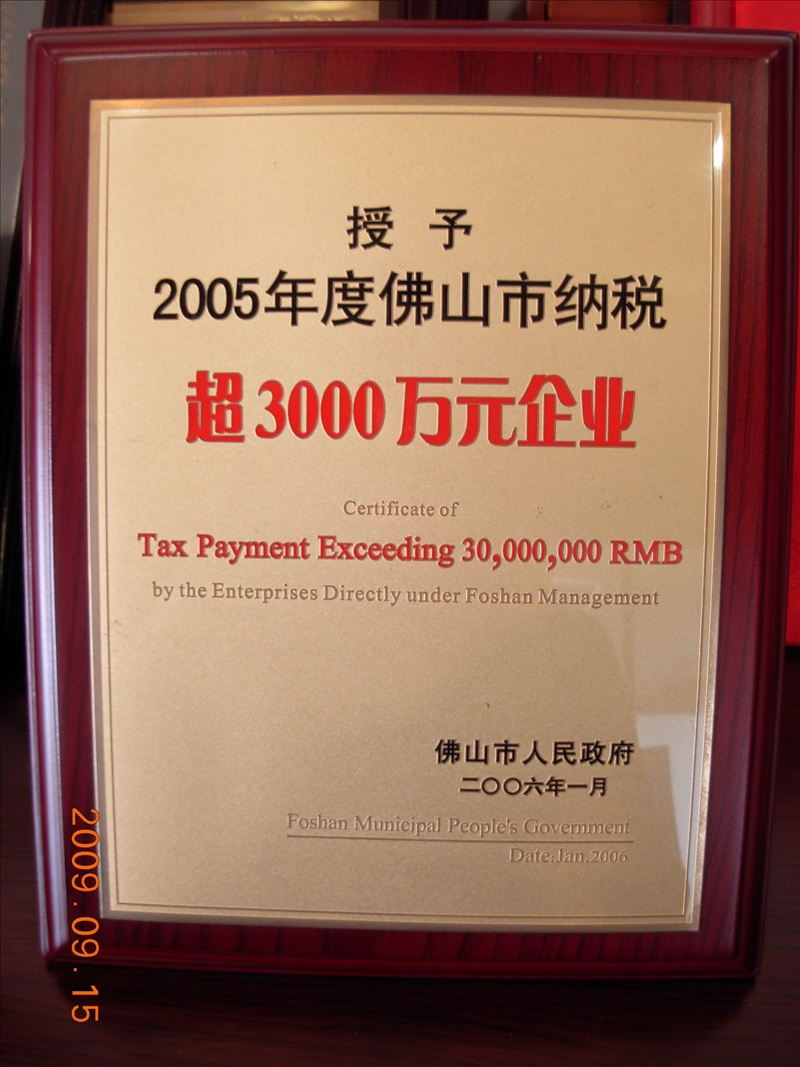 授予
2005年度佛山市纳税
超3000万元企业
Certificate of
Tax Payment Exceeding 30,000,000 RMB
by the Enterprises Directly under Foshan Management
佛山市人民政府
二〇〇六年一月
Foshan Municipal People's Government
Date:Jan.2006
2009.09.15